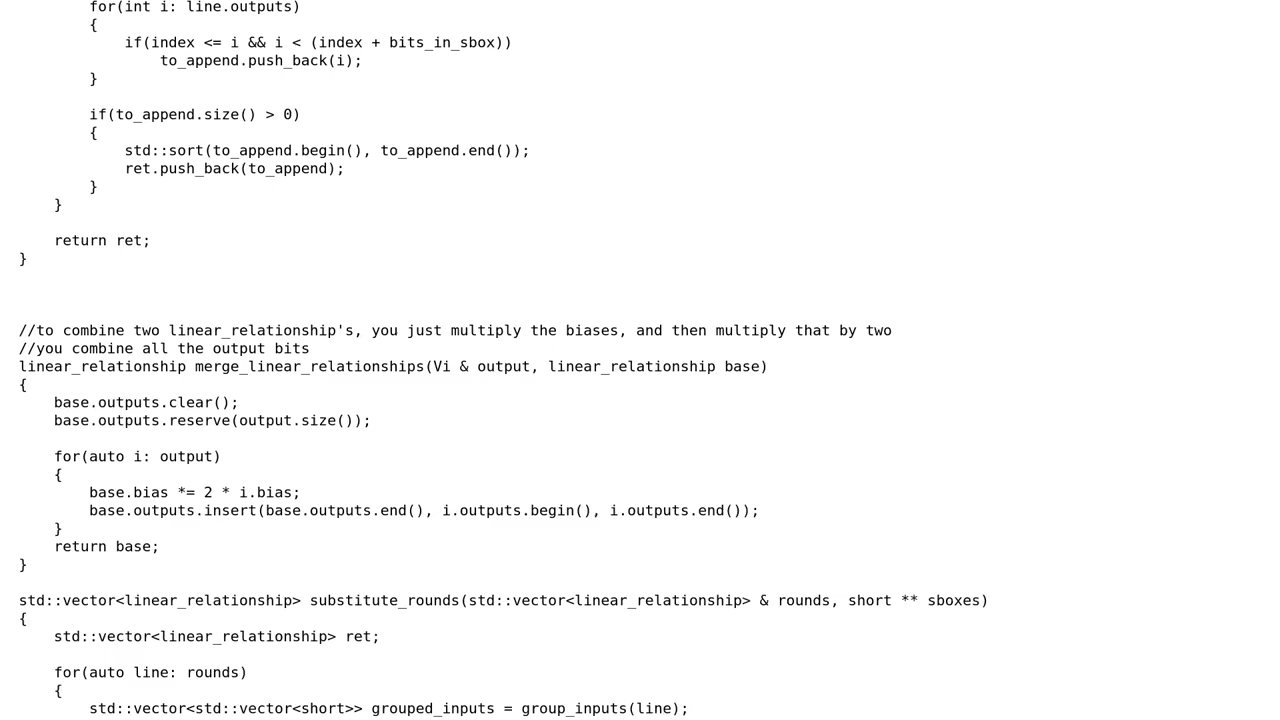 for(int i: line.outputs)
{
if(index <= i && i < (index + bits_in_sbox))
to_append.push_back(i);
}
if(to_append.size() > 0)
{
std::sort(to_append.begin(), to_append.end());
ret.push_back(to_append);
}
}
return ret;
}
//to combine two linear_relationship's, you just multiply the biases, and then multiply that by two
//you combine all the output bits
linear_relationship merge_linear_relationships(Vi & output, linear_relationship base)
{
base.outputs.clear();
base.outputs.reserve(output.size());
for(auto i: output)
{
base.bias *= 2 * i.bias;
base.outputs.insert(base.outputs.end(), i.outputs.begin(), i.outputs.end());
}
return base;
}
std::vector<linear_relationship> substitute_rounds(std::vector<linear_relationship> & rounds, short ** sboxes)
{
std::vector<linear_relationship> ret;
for(auto line: rounds)
{
std::vector<std::vector<short>> grouped_inputs = group_inputs(line);